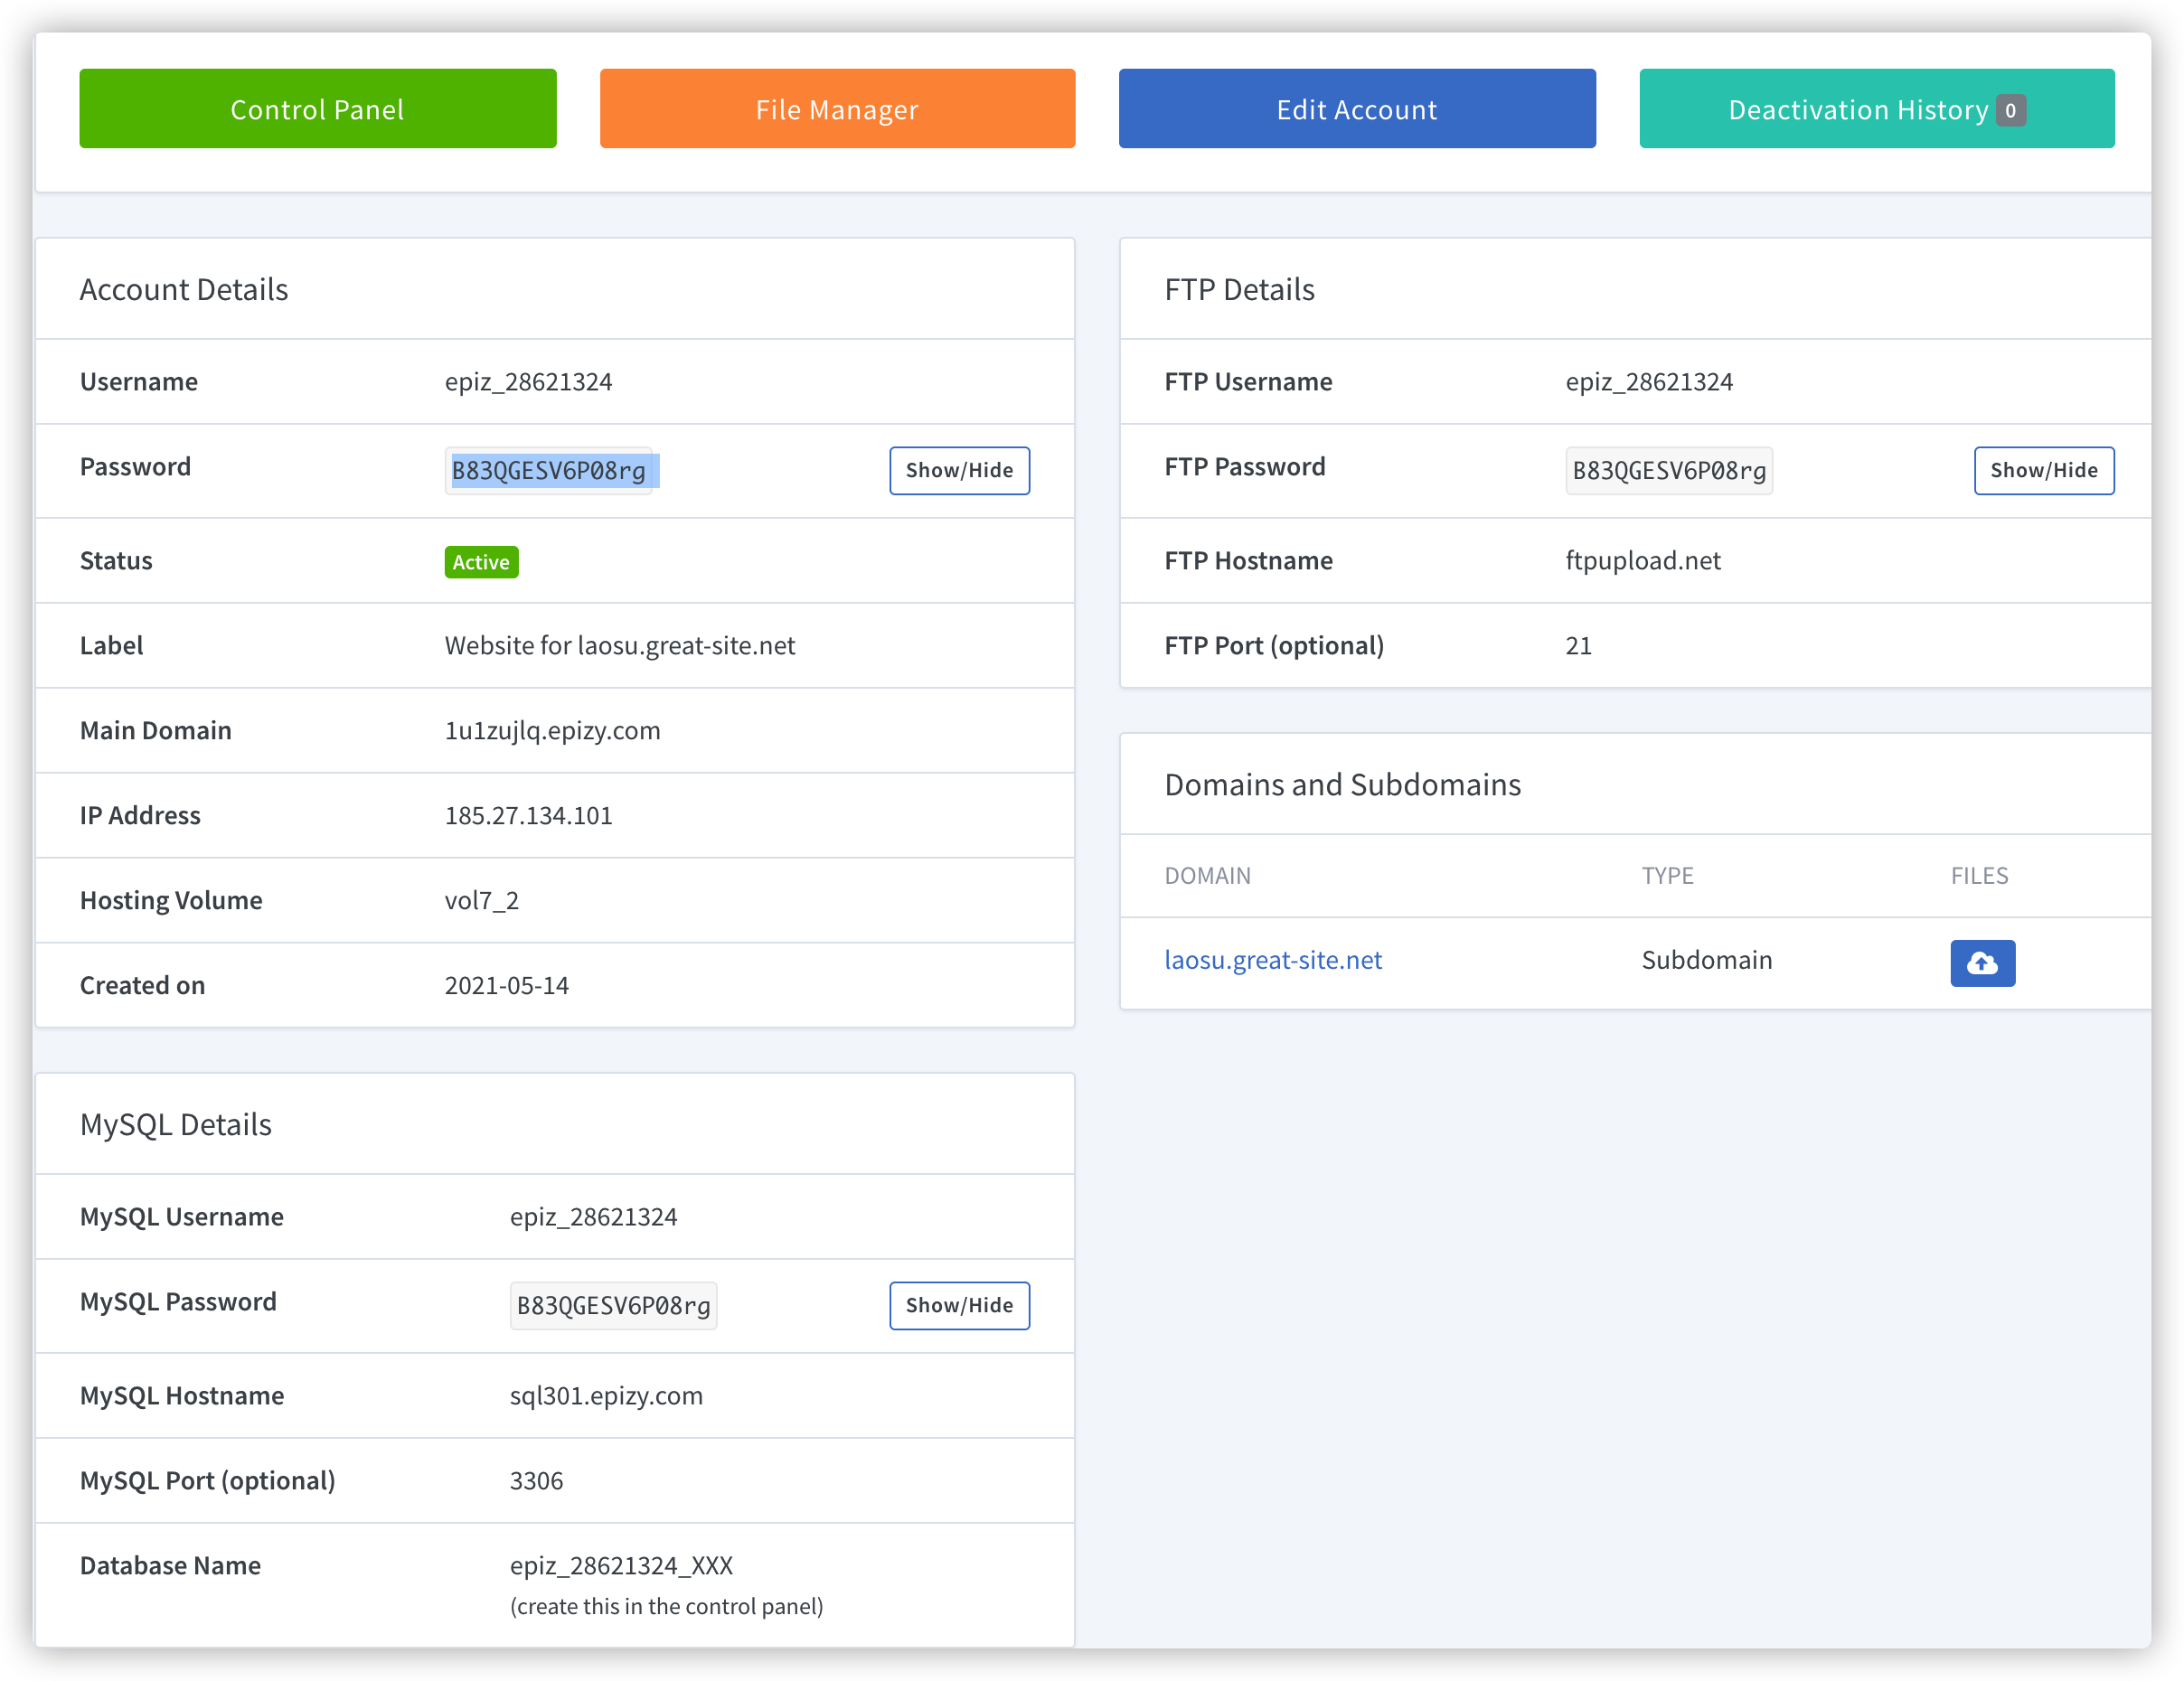 Control Panel
File Manager
Edit Account
Deactivation History 0
Account Details
Username epiz_28621324
Password B83QGESV6P08rg Show/Hide
Status Active
Label Website for laosu.great-site.net
Main Domain 1u1zujlq.epizy.com
IP Address 185.27.134.101
Hosting Volume vol7_2
Created on 2021-05-14
MySQL Details
MySQL Username epiz_28621324
MySQL Password B83QGESV6P08rg Show/Hide
MySQL Hostname sql301.epizy.com
MySQL Port (optional) 3306
Database Name epiz_28621324_XXX
(create this in the control panel)
FTP Details
FTP Username epiz_28621324
FTP Password B83QGESV6P08rg Show/Hide
FTP Hostname ftpupload.net
FTP Port (optional) 21
Domains and Subdomains
DOMAIN TYPE FILES
laosu.great-site.net Subdomain